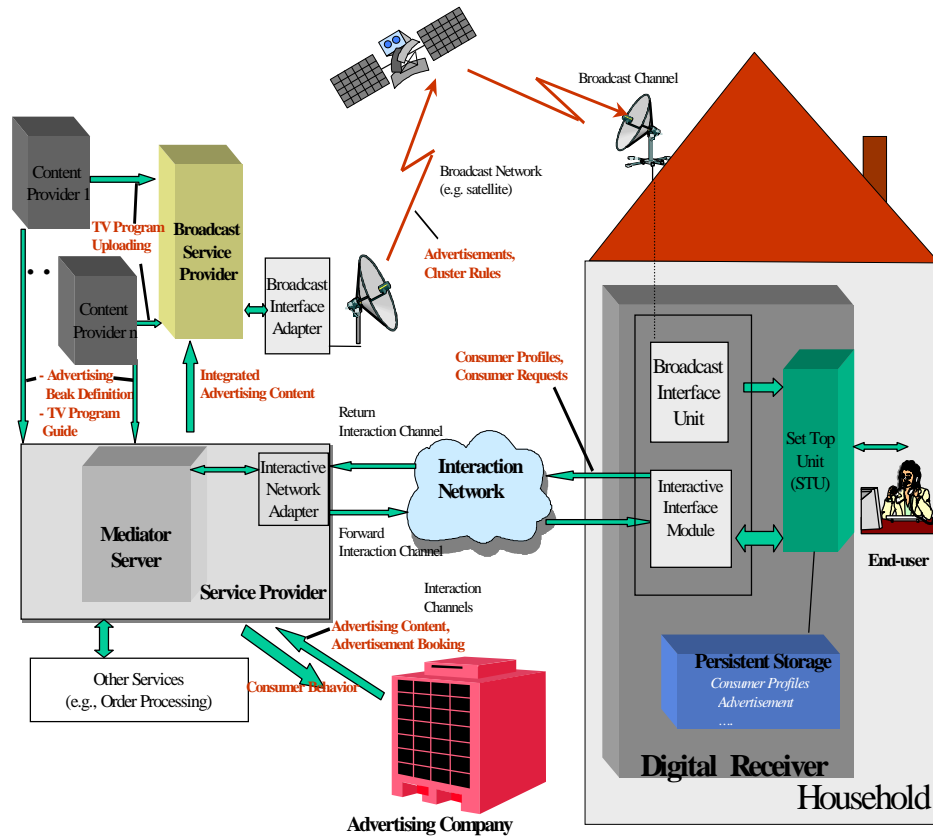 Broadcast Channel
Content
Provider 1
Broadcast Network
(e.g. satellite)
TV Program
Uploading
Broadcast
Service
Provider
Advertisements,
Cluster Rules
Broadcast
Interface
Adapter
Content
Provider n
- Advertising
Beak Definition
- TV Program
Guide
Integrated
Advertising Content
Consumer Profiles,
Consumer Requests
Broadcast
Interface
Unit
Return
Interaction Channel
Interaction
Network
Set Top
Unit
(STU)
Interactive
Network
Adapter
Interactive
Interface
Module
Mediator
Server
Forward
Interaction Channel
End-user
Service Provider
Interaction
Channels
Advertising Content,
Advertisement Booking
Other Services
(e.g., Order Processing)
Consumer Behavior
Persistent Storage
Consumer Profiles
Advertisement
....
Digital Receiver
Household
Advertising Company